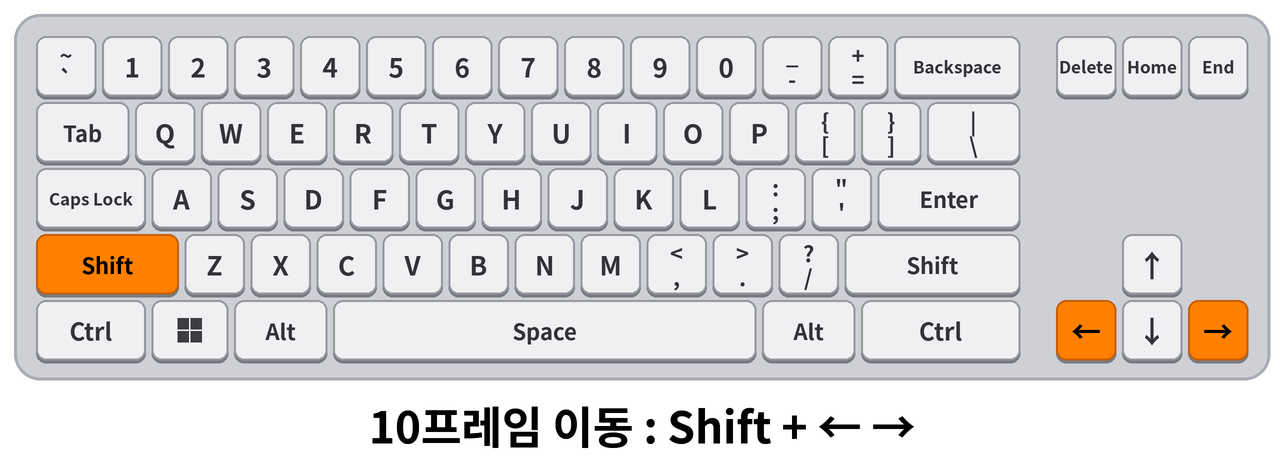 ~ 1 2 3 4 5 6 7 8 9 0 _ + Backspace Delete Home End
` - =
Tab Q W E R T Y U I O P { } |
[ ] \
Caps Lock A S D F G H J K L : " Enter
; '
Shift Z X C V B N M < > ? Shift ↑
, . /
Ctrl Alt Space Alt Ctrl ← ↓ →
10프레임 이동 : Shift + ← →